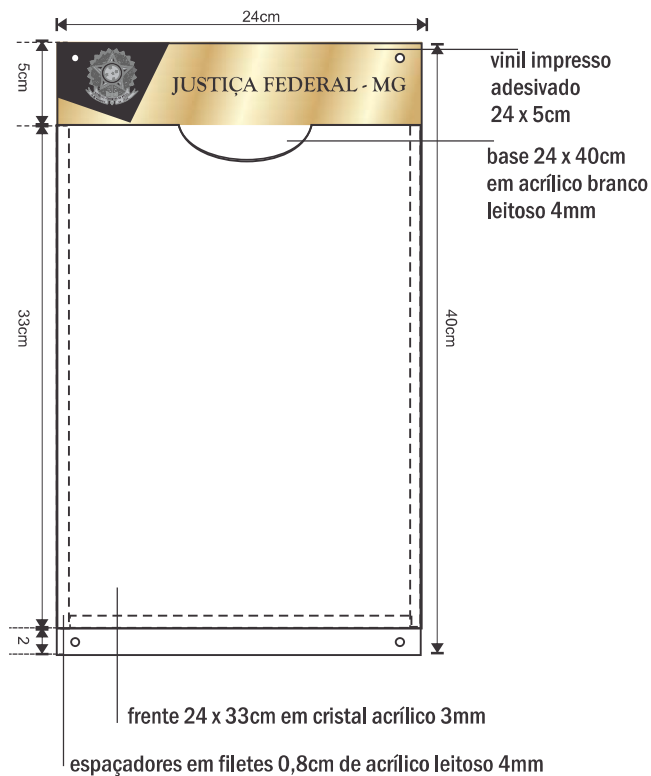 24cm
5cm
JUSTIÇA FEDERAL - MG
vinil impresso
adesivado
24 x 5cm
base 24 x 40cm
em acrílico branco
leitoso 4mm
33cm
40cm
2
frente 24 x 33cm em cristal acrílico 3mm
espaçadores em filetes 0,8cm de acrílico leitoso 4mm